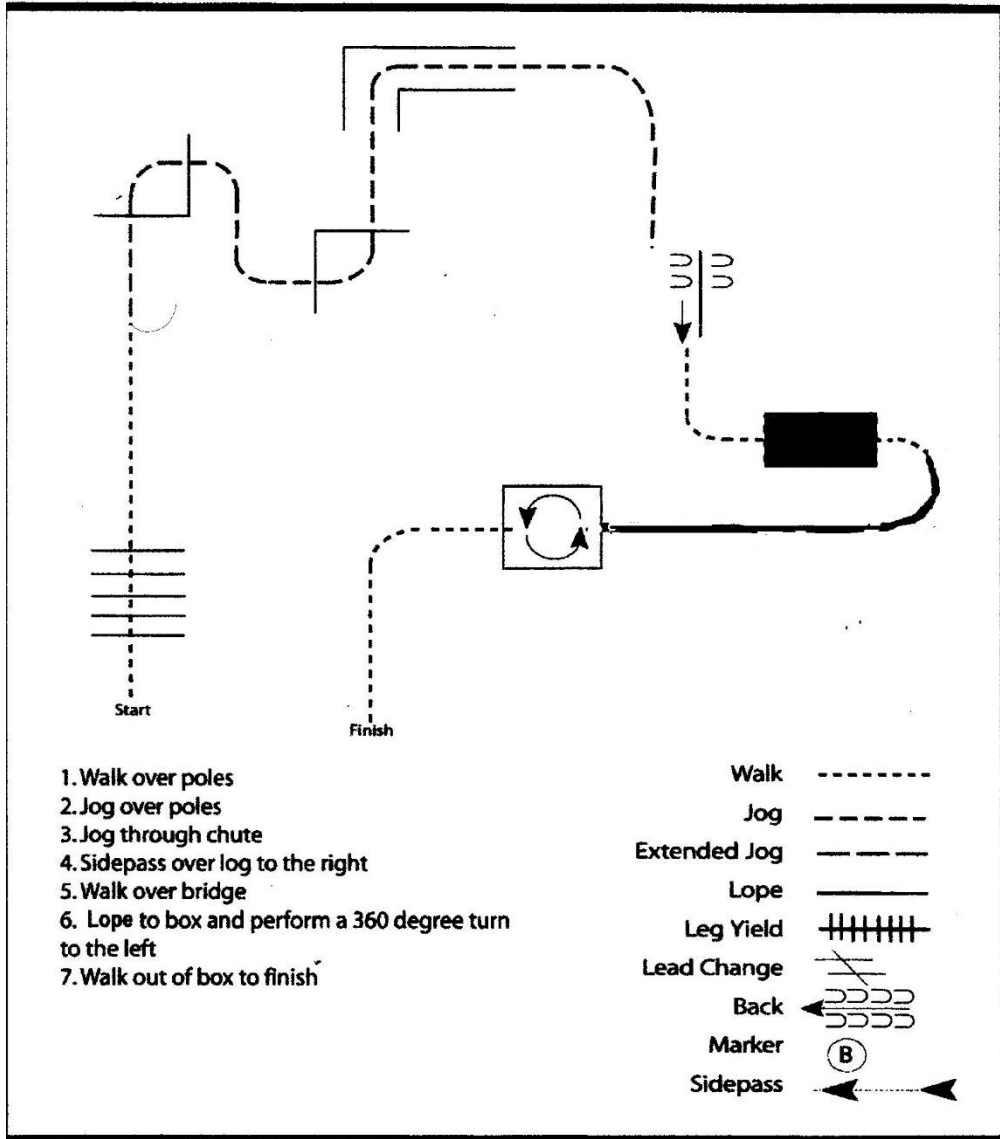 Start
Finish
1. Walk over poles
2. Jog over poles
3. Jog through chute
4. Sidepass over log to the right
5. Walk over bridge
6. Lope to box and perform a 360 degree turn
to the left
7. Walk out of box to finish
Walk
Jog
Extended Jog
Lope
Leg Yield
Lead Change
Back
Marker B
Sidepass